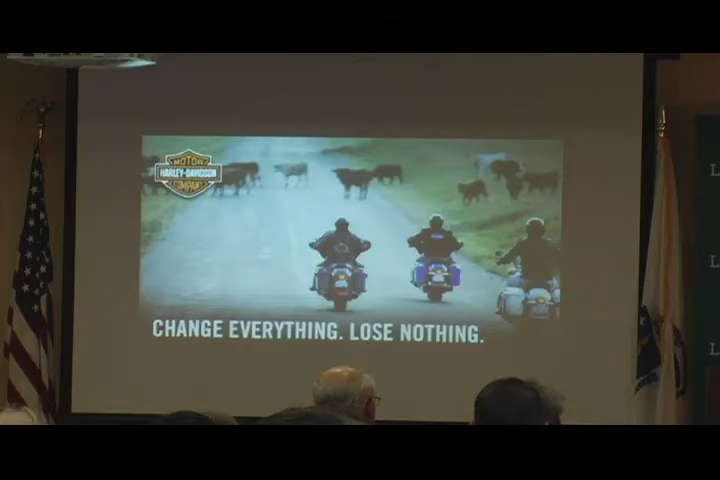 MOTOR
HARLEY-DAVIDSON
COMPANY
CHANGE EVERYTHING. LOSE NOTHING.
L
L
L